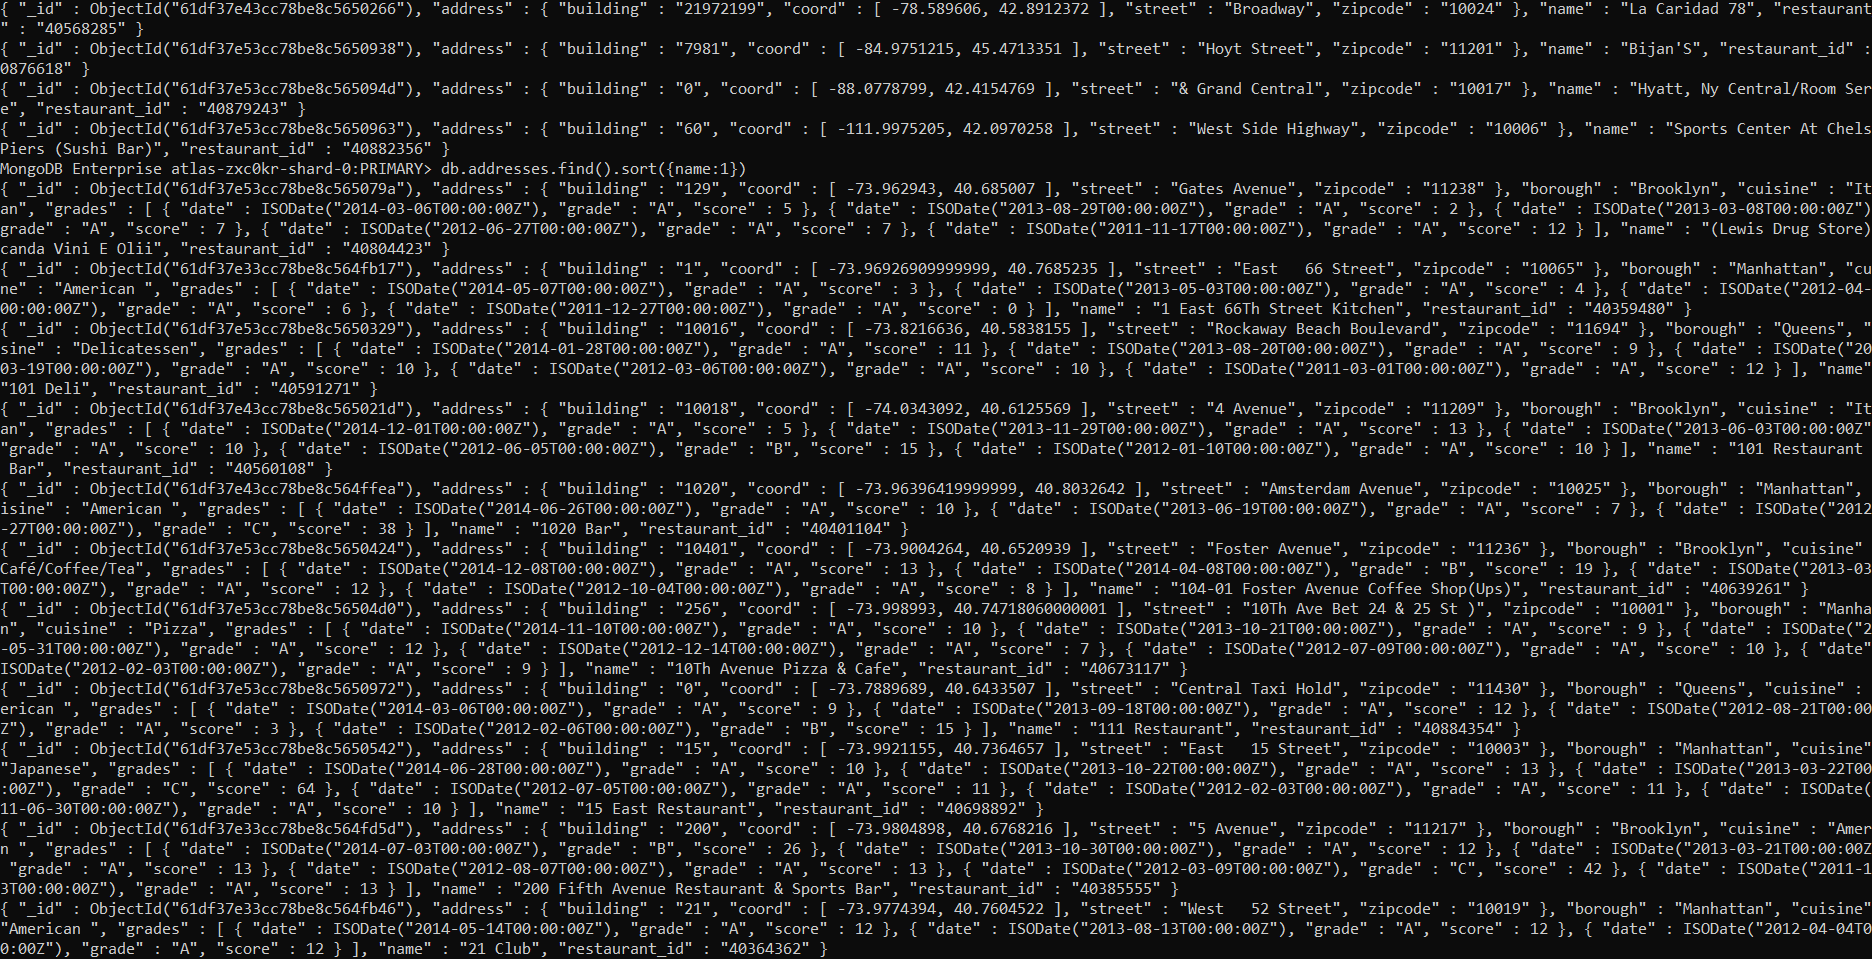 { "_id" : ObjectId("61df37e43cc78be8c5650266"), "address" : { "building" : "21972199", "coord" : [ -78.589606, 42.8912372 ], "street" : "Broadway", "zipcode" : "10024" }, "name" : "La Caridad 78", "restaurant
" : "40568285" }
{ "_id" : ObjectId("61df37e53cc78be8c5650938"), "address" : { "building" : "7981", "coord" : [ -84.9751215, 45.4713351 ], "street" : "Hoyt Street", "zipcode" : "11201" }, "name" : "Bijan'S", "restaurant_id" :
0876618" }
{ "_id" : ObjectId("61df37e53cc78be8c565094d"), "address" : { "building" : "0", "coord" : [ -88.0778799, 42.4154769 ], "street" : "& Grand Central", "zipcode" : "10017" }, "name" : "Hyatt, Ny Central/Room Ser
e", "restaurant_id" : "40879243" }
{ "_id" : ObjectId("61df37e53cc78be8c5650963"), "address" : { "building" : "60", "coord" : [ -111.9975205, 42.0970258 ], "street" : "West Side Highway", "zipcode" : "10006" }, "name" : "Sports Center At Chels
Piers (Sushi Bar)", "restaurant_id" : "40882356" }
MongoDB Enterprise atlas-zxc0kr-shard-0:PRIMARY> db.addresses.find().sort({name:1})
{ "_id" : ObjectId("61df37e53cc78be8c565079a"), "address" : { "building" : "129", "coord" : [ -73.962943, 40.685007 ], "street" : "Gates Avenue", "zipcode" : "11238" }, "borough" : "Brooklyn", "cuisine" : "It
an", "grades" : [ { "date" : ISODate("2014-03-06T00:00:00Z"), "grade" : "A", "score" : 5 }, { "date" : ISODate("2013-08-29T00:00:00Z"), "grade" : "A", "score" : 2 }, { "date" : ISODate("2013-03-08T00:00:00Z")
grade" : "A", "score" : 7 }, { "date" : ISODate("2012-06-27T00:00:00Z"), "grade" : "A", "score" : 7 }, { "date" : ISODate("2011-11-17T00:00:00Z"), "grade" : "A", "score" : 12 } ], "name" : "(Lewis Drug Store)
canda Vini E Olii", "restaurant_id" : "40804423" }
{ "_id" : ObjectId("61df37e33cc78be8c564fb17"), "address" : { "building" : "1", "coord" : [ -73.96926909999999, 40.7685235 ], "street" : "East   66 Street", "zipcode" : "10065" }, "borough" : "Manhattan", "cu
ne" : "American ", "grades" : [ { "date" : ISODate("2014-05-07T00:00:00Z"), "grade" : "A", "score" : 3 }, { "date" : ISODate("2013-05-03T00:00:00Z"), "grade" : "A", "score" : 4 }, { "date" : ISODate("2012-04-
00:00:00Z"), "grade" : "A", "score" : 6 }, { "date" : ISODate("2011-12-27T00:00:00Z"), "grade" : "A", "score" : 0 } ], "name" : "1 East 66Th Street Kitchen", "restaurant_id" : "40359480" }
{ "_id" : ObjectId("61df37e53cc78be8c5650329"), "address" : { "building" : "10016", "coord" : [ -73.8216636, 40.5838155 ], "street" : "Rockaway Beach Boulevard", "zipcode" : "11694" }, "borough" : "Queens", "
sine" : "Delicatessen", "grades" : [ { "date" : ISODate("2014-01-28T00:00:00Z"), "grade" : "A", "score" : 11 }, { "date" : ISODate("2013-08-20T00:00:00Z"), "grade" : "A", "score" : 9 }, { "date" : ISODate("20
03-19T00:00:00Z"), "grade" : "A", "score" : 10 }, { "date" : ISODate("2012-03-06T00:00:00Z"), "grade" : "A", "score" : 10 }, { "date" : ISODate("2011-03-01T00:00:00Z"), "grade" : "A", "score" : 12 } ], "name"
"101 Deli", "restaurant_id" : "40591271" }
{ "_id" : ObjectId("61df37e43cc78be8c565021d"), "address" : { "building" : "10018", "coord" : [ -74.0343092, 40.6125569 ], "street" : "4 Avenue", "zipcode" : "11209" }, "borough" : "Brooklyn", "cuisine" : "It
an", "grades" : [ { "date" : ISODate("2014-12-01T00:00:00Z"), "grade" : "A", "score" : 5 }, { "date" : ISODate("2013-11-29T00:00:00Z"), "grade" : "A", "score" : 13 }, { "date" : ISODate("2013-06-03T00:00:00Z"
"grade" : "A", "score" : 10 }, { "date" : ISODate("2012-06-05T00:00:00Z"), "grade" : "B", "score" : 15 }, { "date" : ISODate("2012-01-10T00:00:00Z"), "grade" : "A", "score" : 10 } ], "name" : "101 Restaurant
 Bar", "restaurant_id" : "40560108" }
{ "_id" : ObjectId("61df37e43cc78be8c564ffea"), "address" : { "building" : "1020", "coord" : [ -73.96396419999999, 40.8032642 ], "street" : "Amsterdam Avenue", "zipcode" : "10025" }, "borough" : "Manhattan",
isine" : "American ", "grades" : [ { "date" : ISODate("2014-06-26T00:00:00Z"), "grade" : "A", "score" : 10 }, { "date" : ISODate("2013-06-19T00:00:00Z"), "grade" : "A", "score" : 7 }, { "date" : ISODate("2012
-27T00:00:00Z"), "grade" : "C", "score" : 38 } ], "name" : "1020 Bar", "restaurant_id" : "40401104" }
{ "_id" : ObjectId("61df37e53cc78be8c5650424"), "address" : { "building" : "10401", "coord" : [ -73.9004264, 40.6520939 ], "street" : "Foster Avenue", "zipcode" : "11236" }, "borough" : "Brooklyn", "cuisine"
Café/Coffee/Tea", "grades" : [ { "date" : ISODate("2014-12-08T00:00:00Z"), "grade" : "A", "score" : 13 }, { "date" : ISODate("2014-04-08T00:00:00Z"), "grade" : "B", "score" : 19 }, { "date" : ISODate("2013-03
T00:00:00Z"), "grade" : "A", "score" : 12 }, { "date" : ISODate("2012-10-04T00:00:00Z"), "grade" : "A", "score" : 8 } ], "name" : "104-01 Foster Avenue Coffee Shop(Ups)", "restaurant_id" : "40639261" }
{ "_id" : ObjectId("61df37e53cc78be8c56504d0"), "address" : { "building" : "256", "coord" : [ -73.998993, 40.74718060000001 ], "street" : "10Th Ave Bet 24 & 25 St )", "zipcode" : "10001" }, "borough" : "Manha
n", "cuisine" : "Pizza", "grades" : [ { "date" : ISODate("2014-11-10T00:00:00Z"), "grade" : "A", "score" : 10 }, { "date" : ISODate("2013-10-21T00:00:00Z"), "grade" : "A", "score" : 9 }, { "date" : ISODate("2
-05-31T00:00:00Z"), "grade" : "A", "score" : 12 }, { "date" : ISODate("2012-12-14T00:00:00Z"), "grade" : "A", "score" : 7 }, { "date" : ISODate("2012-07-09T00:00:00Z"), "grade" : "A", "score" : 10 }, { "date"
ISODate("2012-02-03T00:00:00Z"), "grade" : "A", "score" : 9 } ], "name" : "10Th Avenue Pizza & Cafe", "restaurant_id" : "40673117" }
{ "_id" : ObjectId("61df37e53cc78be8c5650972"), "address" : { "building" : "0", "coord" : [ -73.7889689, 40.6433507 ], "street" : "Central Taxi Hold", "zipcode" : "11430" }, "borough" : "Queens", "cuisine" :
erican ", "grades" : [ { "date" : ISODate("2014-03-06T00:00:00Z"), "grade" : "A", "score" : 9 }, { "date" : ISODate("2013-09-18T00:00:00Z"), "grade" : "A", "score" : 12 }, { "date" : ISODate("2012-08-21T00:00
Z"), "grade" : "A", "score" : 3 }, { "date" : ISODate("2012-02-06T00:00:00Z"), "grade" : "B", "score" : 15 } ], "name" : "111 Restaurant", "restaurant_id" : "40884354" }
{ "_id" : ObjectId("61df37e53cc78be8c5650542"), "address" : { "building" : "15", "coord" : [ -73.9921155, 40.7364657 ], "street" : "East   15 Street", "zipcode" : "10003" }, "borough" : "Manhattan", "cuisine"
"Japanese", "grades" : [ { "date" : ISODate("2014-06-28T00:00:00Z"), "grade" : "A", "score" : 10 }, { "date" : ISODate("2013-10-22T00:00:00Z"), "grade" : "A", "score" : 13 }, { "date" : ISODate("2013-03-22T00
:00Z"), "grade" : "C", "score" : 64 }, { "date" : ISODate("2012-07-05T00:00:00Z"), "grade" : "A", "score" : 11 }, { "date" : ISODate("2012-02-03T00:00:00Z"), "grade" : "A", "score" : 11 }, { "date" : ISODate(
11-06-30T00:00:00Z"), "grade" : "A", "score" : 10 } ], "name" : "15 East Restaurant", "restaurant_id" : "40698892" }
{ "_id" : ObjectId("61df37e33cc78be8c564fd5d"), "address" : { "building" : "200", "coord" : [ -73.9804898, 40.6768216 ], "street" : "5 Avenue", "zipcode" : "11217" }, "borough" : "Brooklyn", "cuisine" : "Amer
n ", "grades" : [ { "date" : ISODate("2014-07-03T00:00:00Z"), "grade" : "B", "score" : 26 }, { "date" : ISODate("2013-10-30T00:00:00Z"), "grade" : "A", "score" : 12 }, { "date" : ISODate("2013-03-21T00:00:00Z
 "grade" : "A", "score" : 13 }, { "date" : ISODate("2012-08-07T00:00:00Z"), "grade" : "A", "score" : 13 }, { "date" : ISODate("2012-03-09T00:00:00Z"), "grade" : "C", "score" : 42 }, { "date" : ISODate("2011-1
3T00:00:00Z"), "grade" : "A", "score" : 13 } ], "name" : "200 Fifth Avenue Restaurant & Sports Bar", "restaurant_id" : "40385555" }
{ "_id" : ObjectId("61df37e33cc78be8c564fb46"), "address" : { "building" : "21", "coord" : [ -73.9774394, 40.7604522 ], "street" : "West   52 Street", "zipcode" : "10019" }, "borough" : "Manhattan", "cuisine"
"American ", "grades" : [ { "date" : ISODate("2014-05-14T00:00:00Z"), "grade" : "A", "score" : 12 }, { "date" : ISODate("2013-08-13T00:00:00Z"), "grade" : "A", "score" : 12 }, { "date" : ISODate("2012-04-04T0
0:00Z"), "grade" : "A", "score" : 12 } ], "name" : "21 Club", "restaurant_id" : "40364362" }